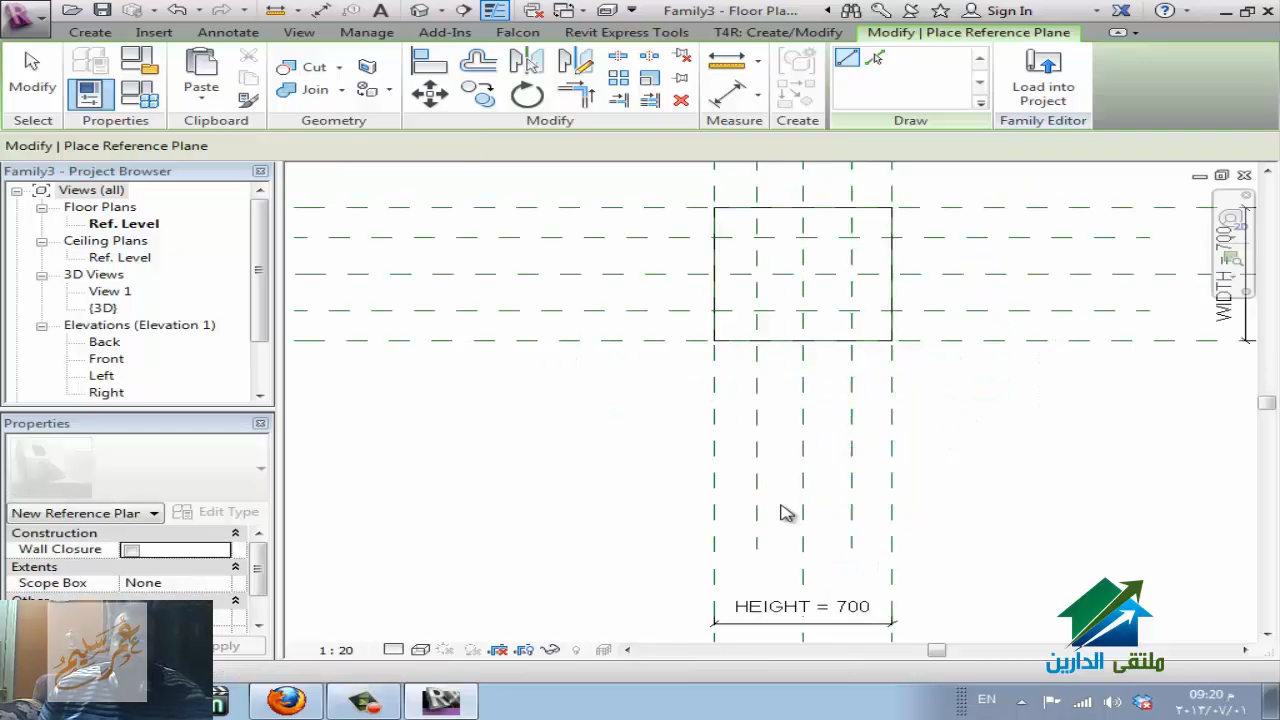 Family3 - Floor Pla...
Sign In
Create Insert Annotate View Manage Add-Ins Falcon Revit Express Tools T4R: Create/Modify Modify | Place Reference Plane
Modify
Paste
Cut
Join
Load into
Project
Select Properties Clipboard Geometry Modify Measure Create Draw Family Editor
Modify | Place Reference Plane
Family3 - Project Browser
Views (all)
Floor Plans
Ref. Level
Ceiling Plans
Ref. Level
3D Views
View 1
{3D}
Elevations (Elevation 1)
Back
Front
Left
Right
Properties
New Reference Plar
Edit Type
Construction
Wall Closure
Extents
Scope Box None
WIDTH = 700
2D
HEIGHT = 700
1 : 20
ملتقى الدارين
EN
09:20 م
٢٠١٣/٠٧/٠١